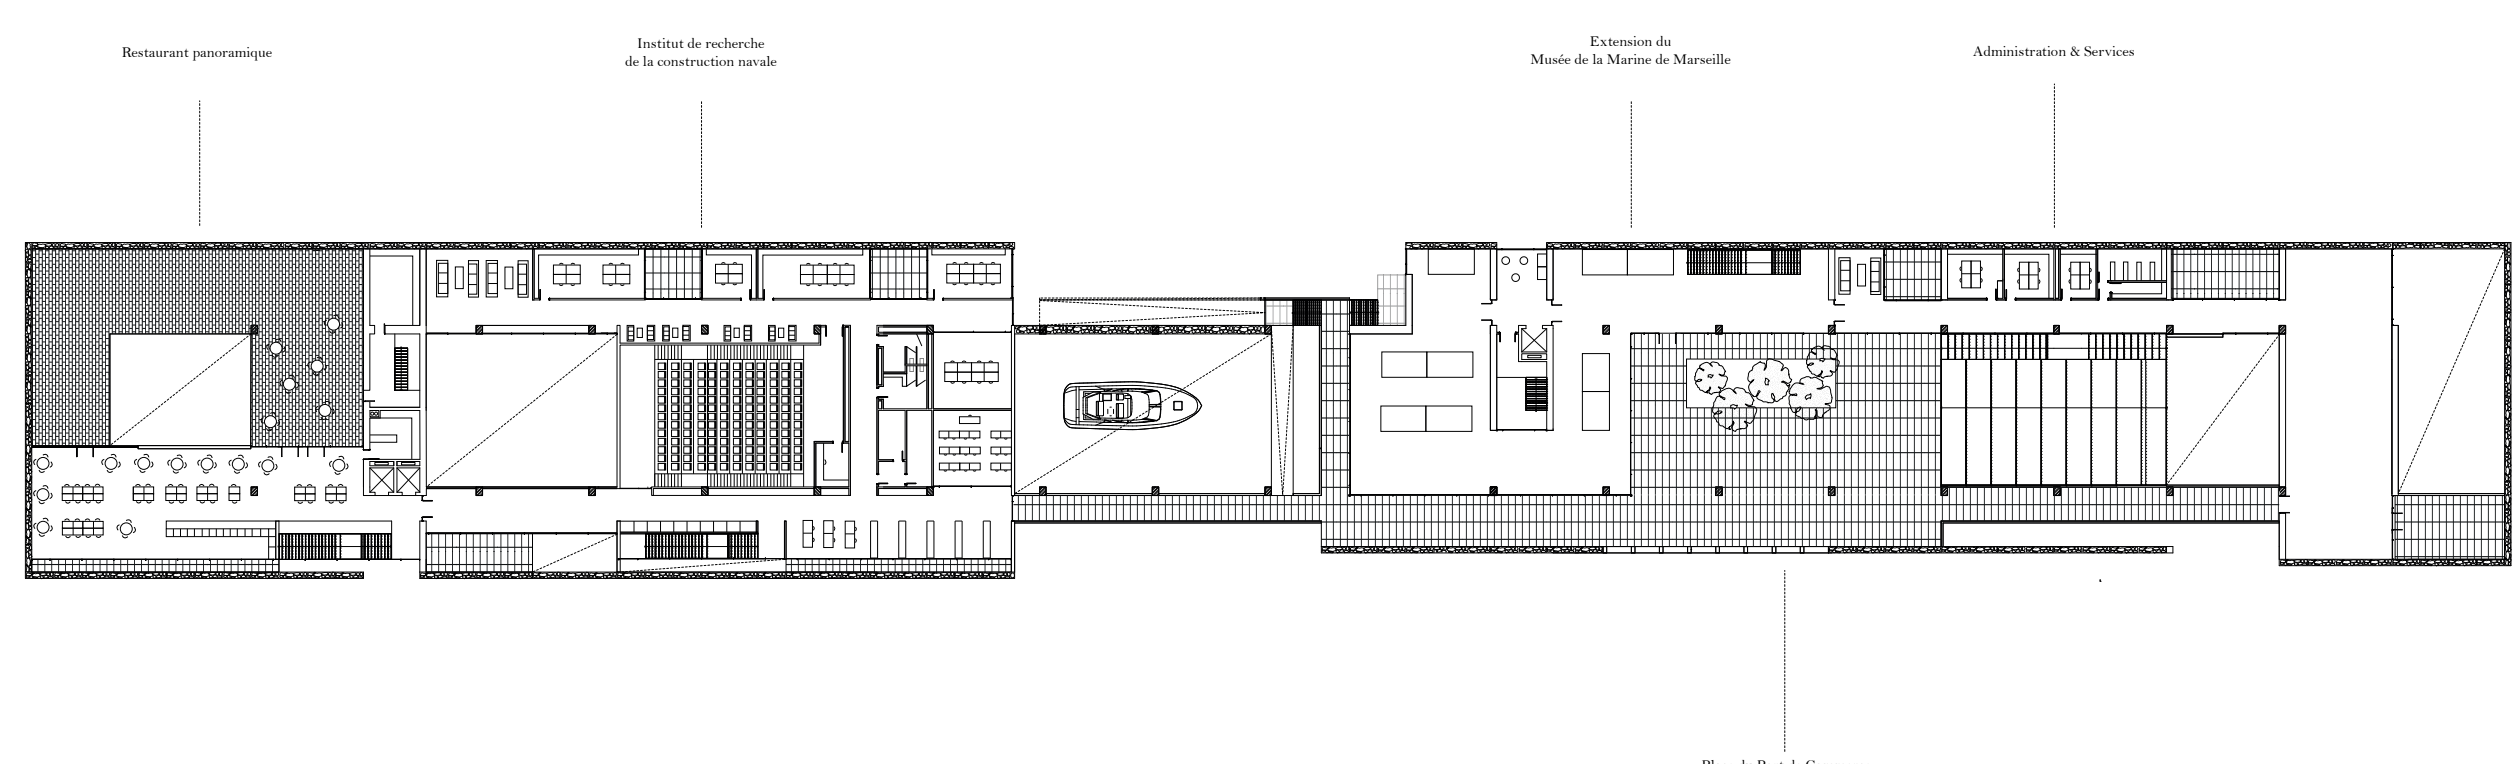 Restaurant panoramique
Institut de recherche
de la construction navale
Extension du
Musée de la Marine de Marseille
Administration & Services